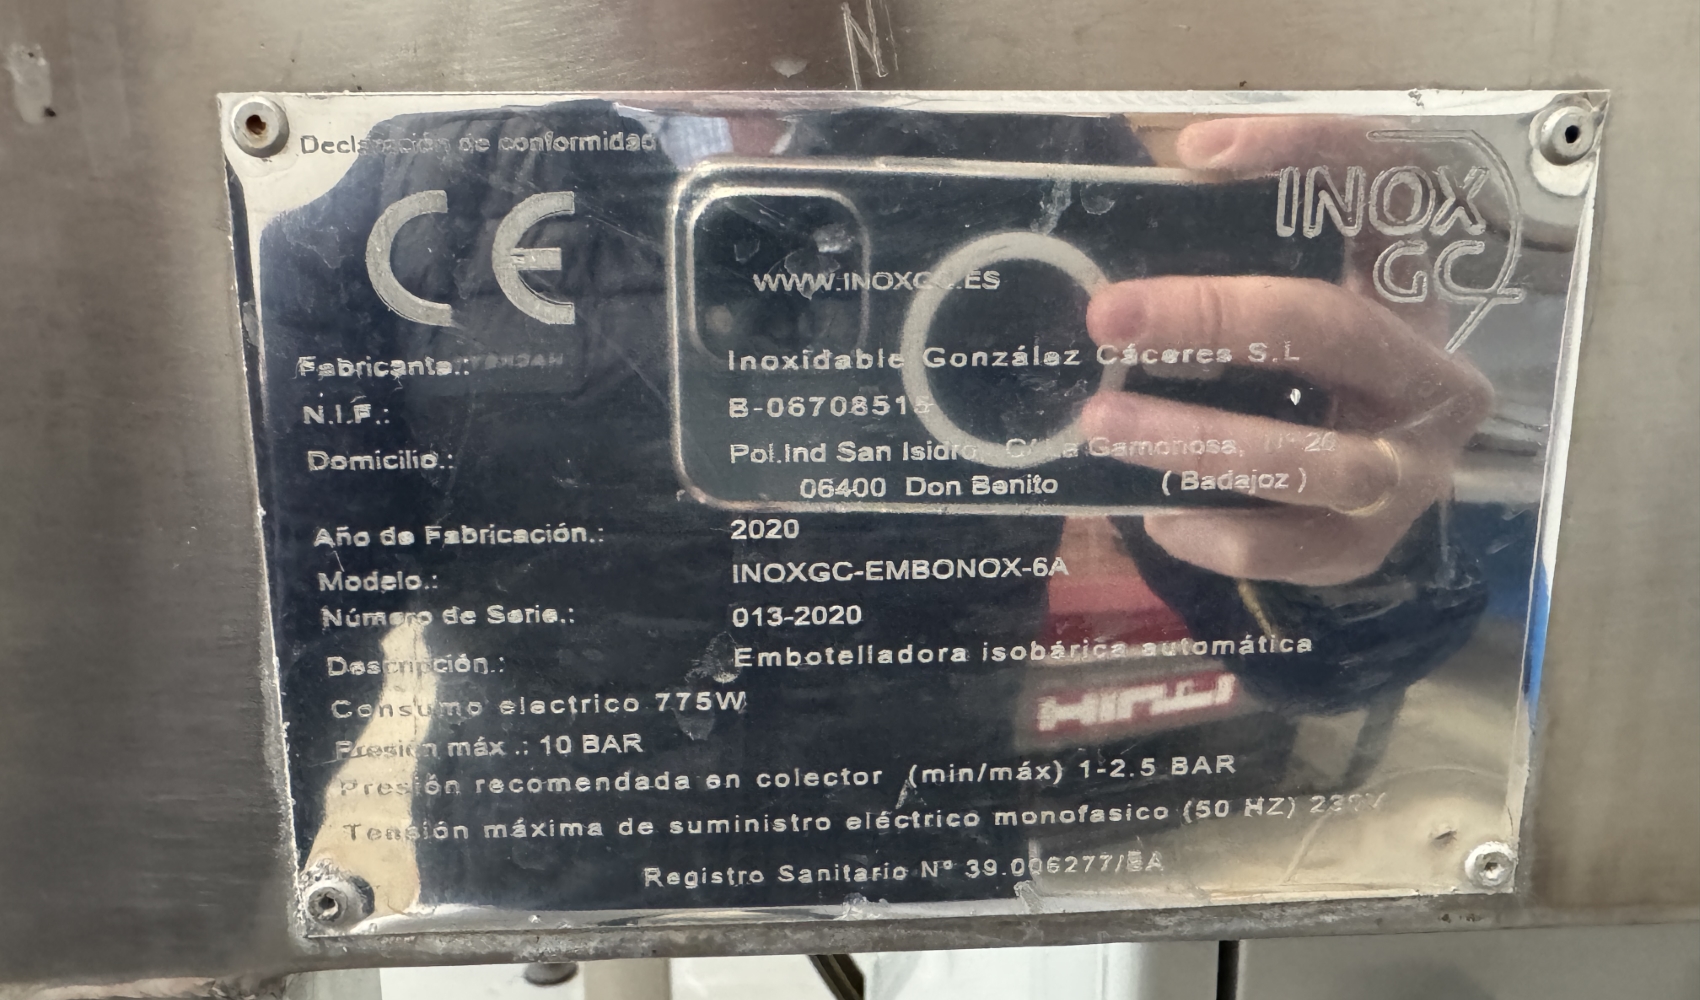 N
Declaración de conformidad
CE
INOX
GC
WWW.INOXGC.ES
Fabricante.: Inoxidable González Cáceres S.L
N.I.F.: B-06708515
Domicilio.: Pol.Ind San Isidro, C/ La Gamonosa, Nº 26
06400 Don Benito ( Badajoz )
Año de Fabricación.: 2020
Modelo.: INOXGC-EMBONOX-6A
Número de Serie.: 013-2020
Descripción.: Embotelladora isobárica automática
Consumo electrico 775W
Presión máx .: 10 BAR
Presión recomendada en colector (min/máx) 1-2.5 BAR
Tensión máxima de suministro eléctrico monofasico (50 HZ) 230V
Registro Sanitario Nº 39.006277/BA